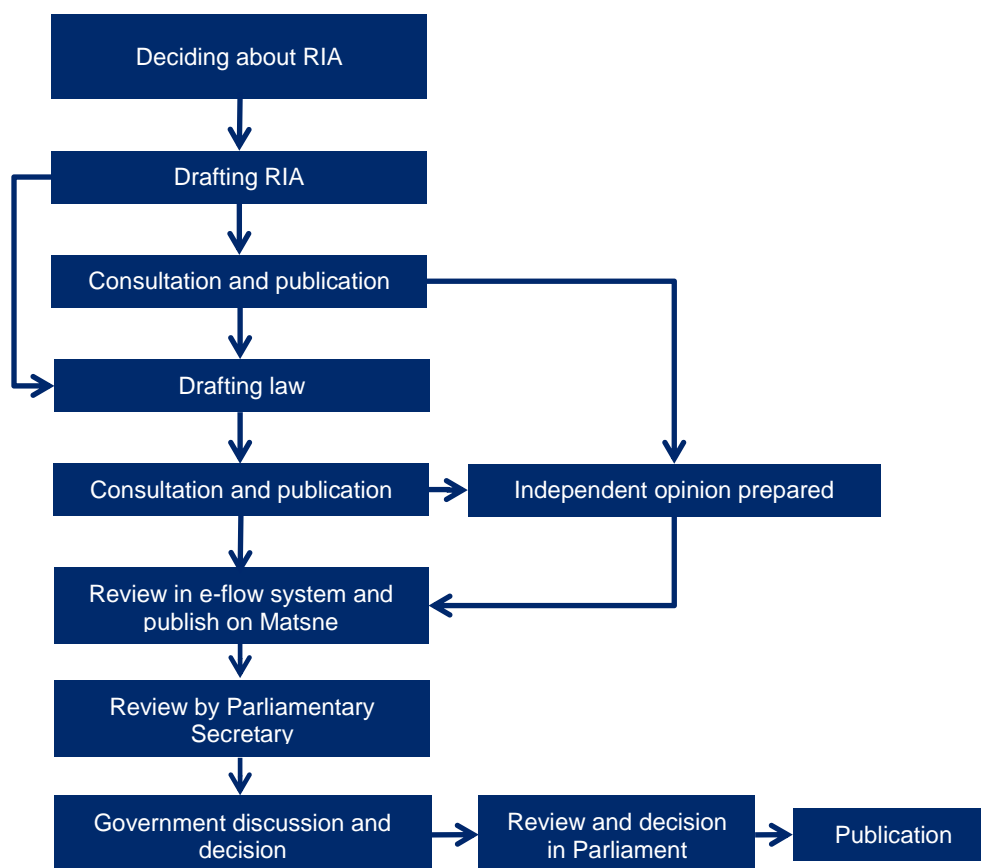 Deciding about RIA
Drafting RIA
Consultation and publication
Drafting law
Consultation and publication
Independent opinion prepared
Review in e-flow system and
publish on Matsne
Review by Parliamentary
Secretary
Government discussion and
decision
Review and decision
in Parliament
Publication